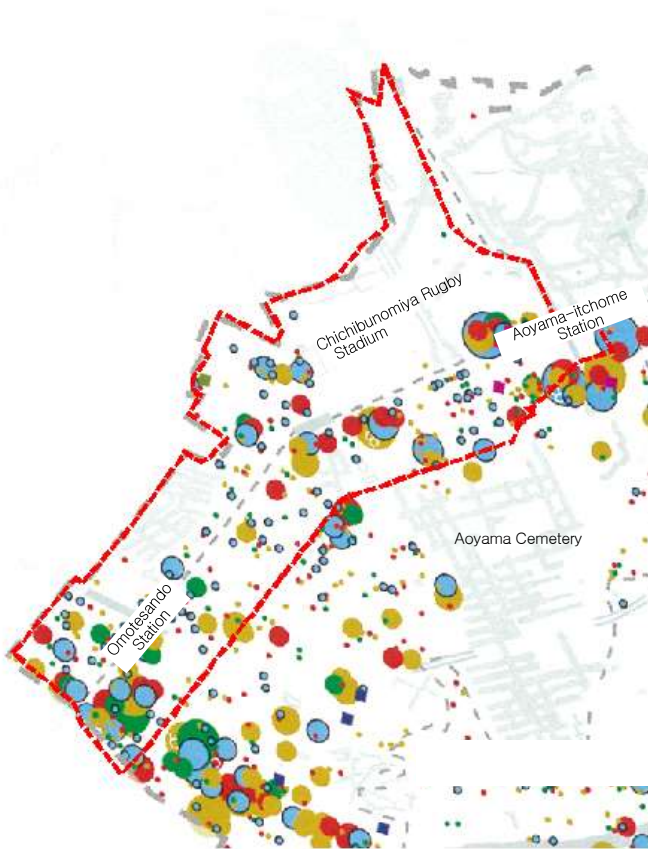 Chichibunomiya Rugby
Stadium
Aoyama-itchome
Station
Aoyama Cemetery
Omotesando
Station